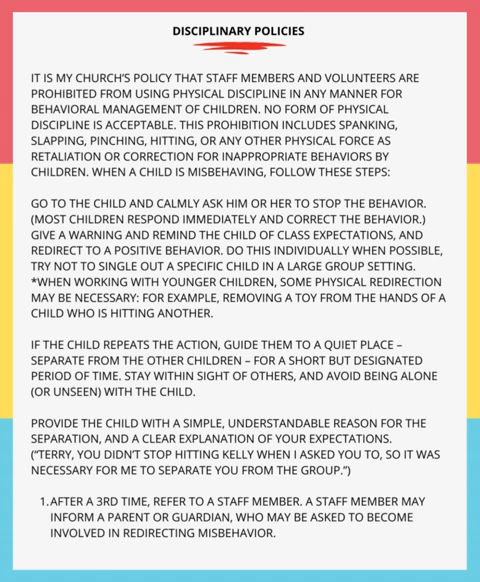 DISCIPLINARY POLICIES
IT IS MY CHURCH'S POLICY THAT STAFF MEMBERS AND VOLUNTEERS ARE
PROHIBITED FROM USING PHYSICAL DISCIPLINE IN ANY MANNER FOR
BEHAVIORAL MANAGEMENT OF CHILDREN. NO FORM OF PHYSICAL
DISCIPLINE IS ACCEPTABLE. THIS PROHIBITION INCLUDES SPANKING,
SLAPPING, PINCHING, HITTING, OR ANY OTHER PHYSICAL FORCE AS
RETALIATION OR CORRECTION FOR INAPPROPRIATE BEHAVIORS BY
CHILDREN. WHEN A CHILD IS MISBEHAVING, FOLLOW THESE STEPS:
GO TO THE CHILD AND CALMLY ASK HIM OR HER TO STOP THE BEHAVIOR.
(MOST CHILDREN RESPOND IMMEDIATELY AND CORRECT THE BEHAVIOR.)
GIVE A WARNING AND REMIND THE CHILD OF CLASS EXPECTATIONS, AND
REDIRECT TO A POSITIVE BEHAVIOR. DO THIS INDIVIDUALLY WHEN POSSIBLE,
TRY NOT TO SINGLE OUT A SPECIFIC CHILD IN A LARGE GROUP SETTING.
*WHEN WORKING WITH YOUNGER CHILDREN, SOME PHYSICAL REDIRECTION
MAY BE NECESSARY: FOR EXAMPLE, REMOVING A TOY FROM THE HANDS OF A
CHILD WHO IS HITTING ANOTHER.
IF THE CHILD REPEATS THE ACTION, GUIDE THEM TO A QUIET PLACE –
SEPARATE FROM THE OTHER CHILDREN – FOR A SHORT BUT DESIGNATED
PERIOD OF TIME. STAY WITHIN SIGHT OF OTHERS, AND AVOID BEING ALONE
(OR UNSEEN) WITH THE CHILD.
PROVIDE THE CHILD WITH A SIMPLE, UNDERSTANDABLE REASON FOR THE
SEPARATION, AND A CLEAR EXPLANATION OF YOUR EXPECTATIONS.
("TERRY, YOU DIDN'T STOP HITTING KELLY WHEN I ASKED YOU TO, SO IT WAS
NECESSARY FOR ME TO SEPARATE YOU FROM THE GROUP.")
1. AFTER A 3RD TIME, REFER TO A STAFF MEMBER. A STAFF MEMBER MAY
INFORM A PARENT OR GUARDIAN, WHO MAY BE ASKED TO BECOME
INVOLVED IN REDIRECTING MISBEHAVIOR.